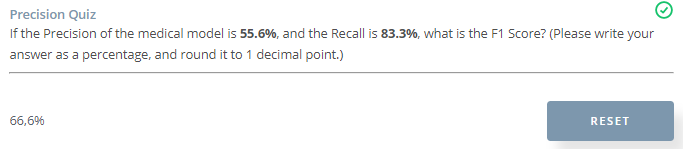 Precision Quiz
If the Precision of the medical model is 55.6%, and the Recall is 83.3%, what is the F1 Score? (Please write your
answer as a percentage, and round it to 1 decimal point.)
66,6%
RESET